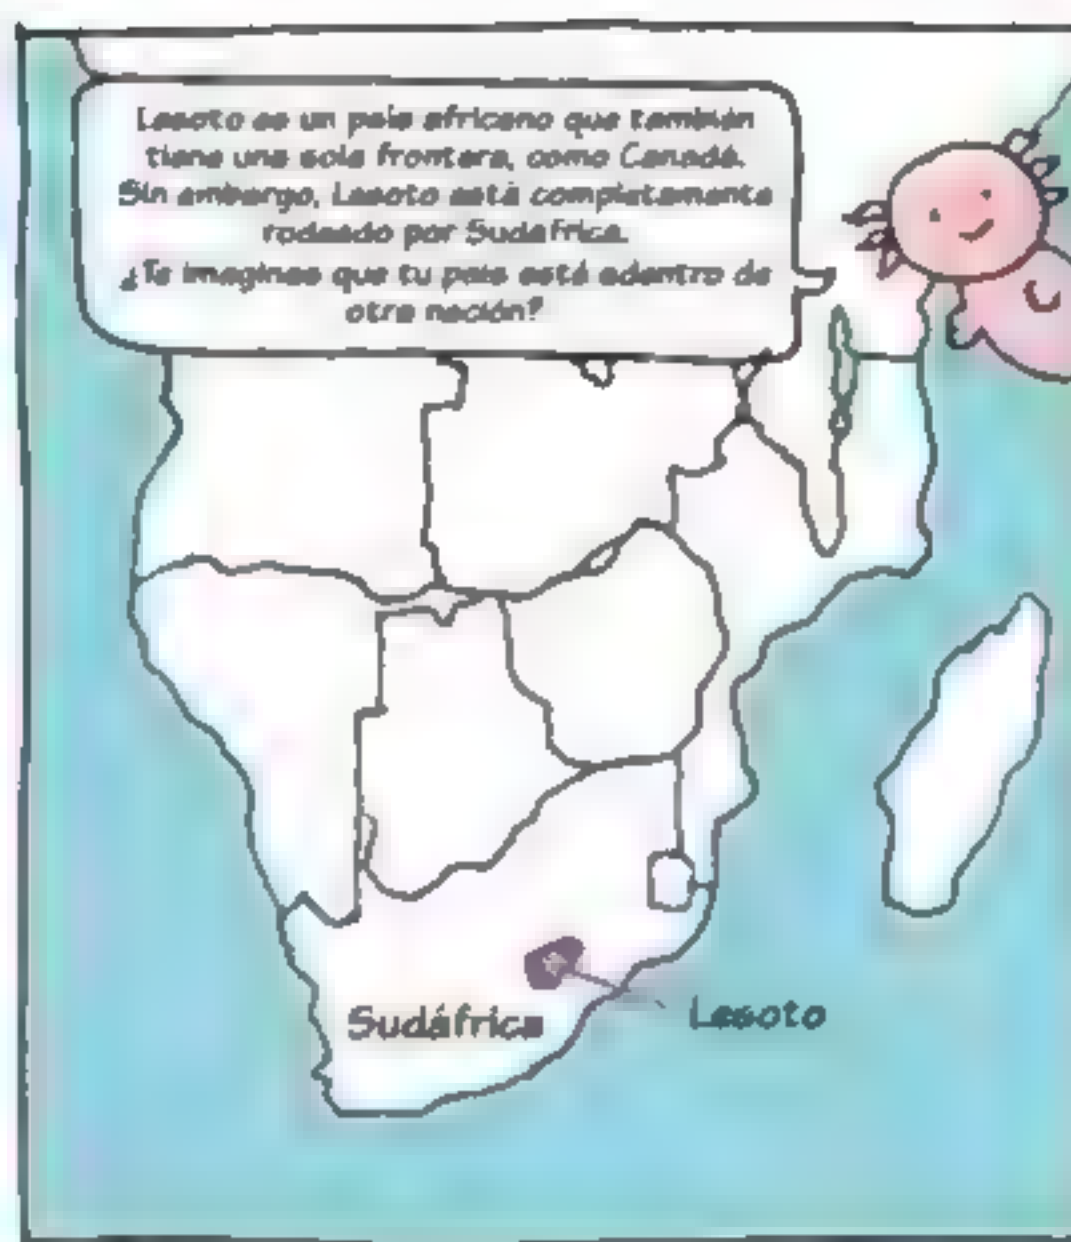 Lesoto es un país africano que también
tiene una sola frontera, como Canadá.
Sin embargo, Lesoto está completamente
rodeado por Sudáfrica.
¿Te imaginas que tu país está adentro de
otra nación?
Sudáfrica
Lesoto